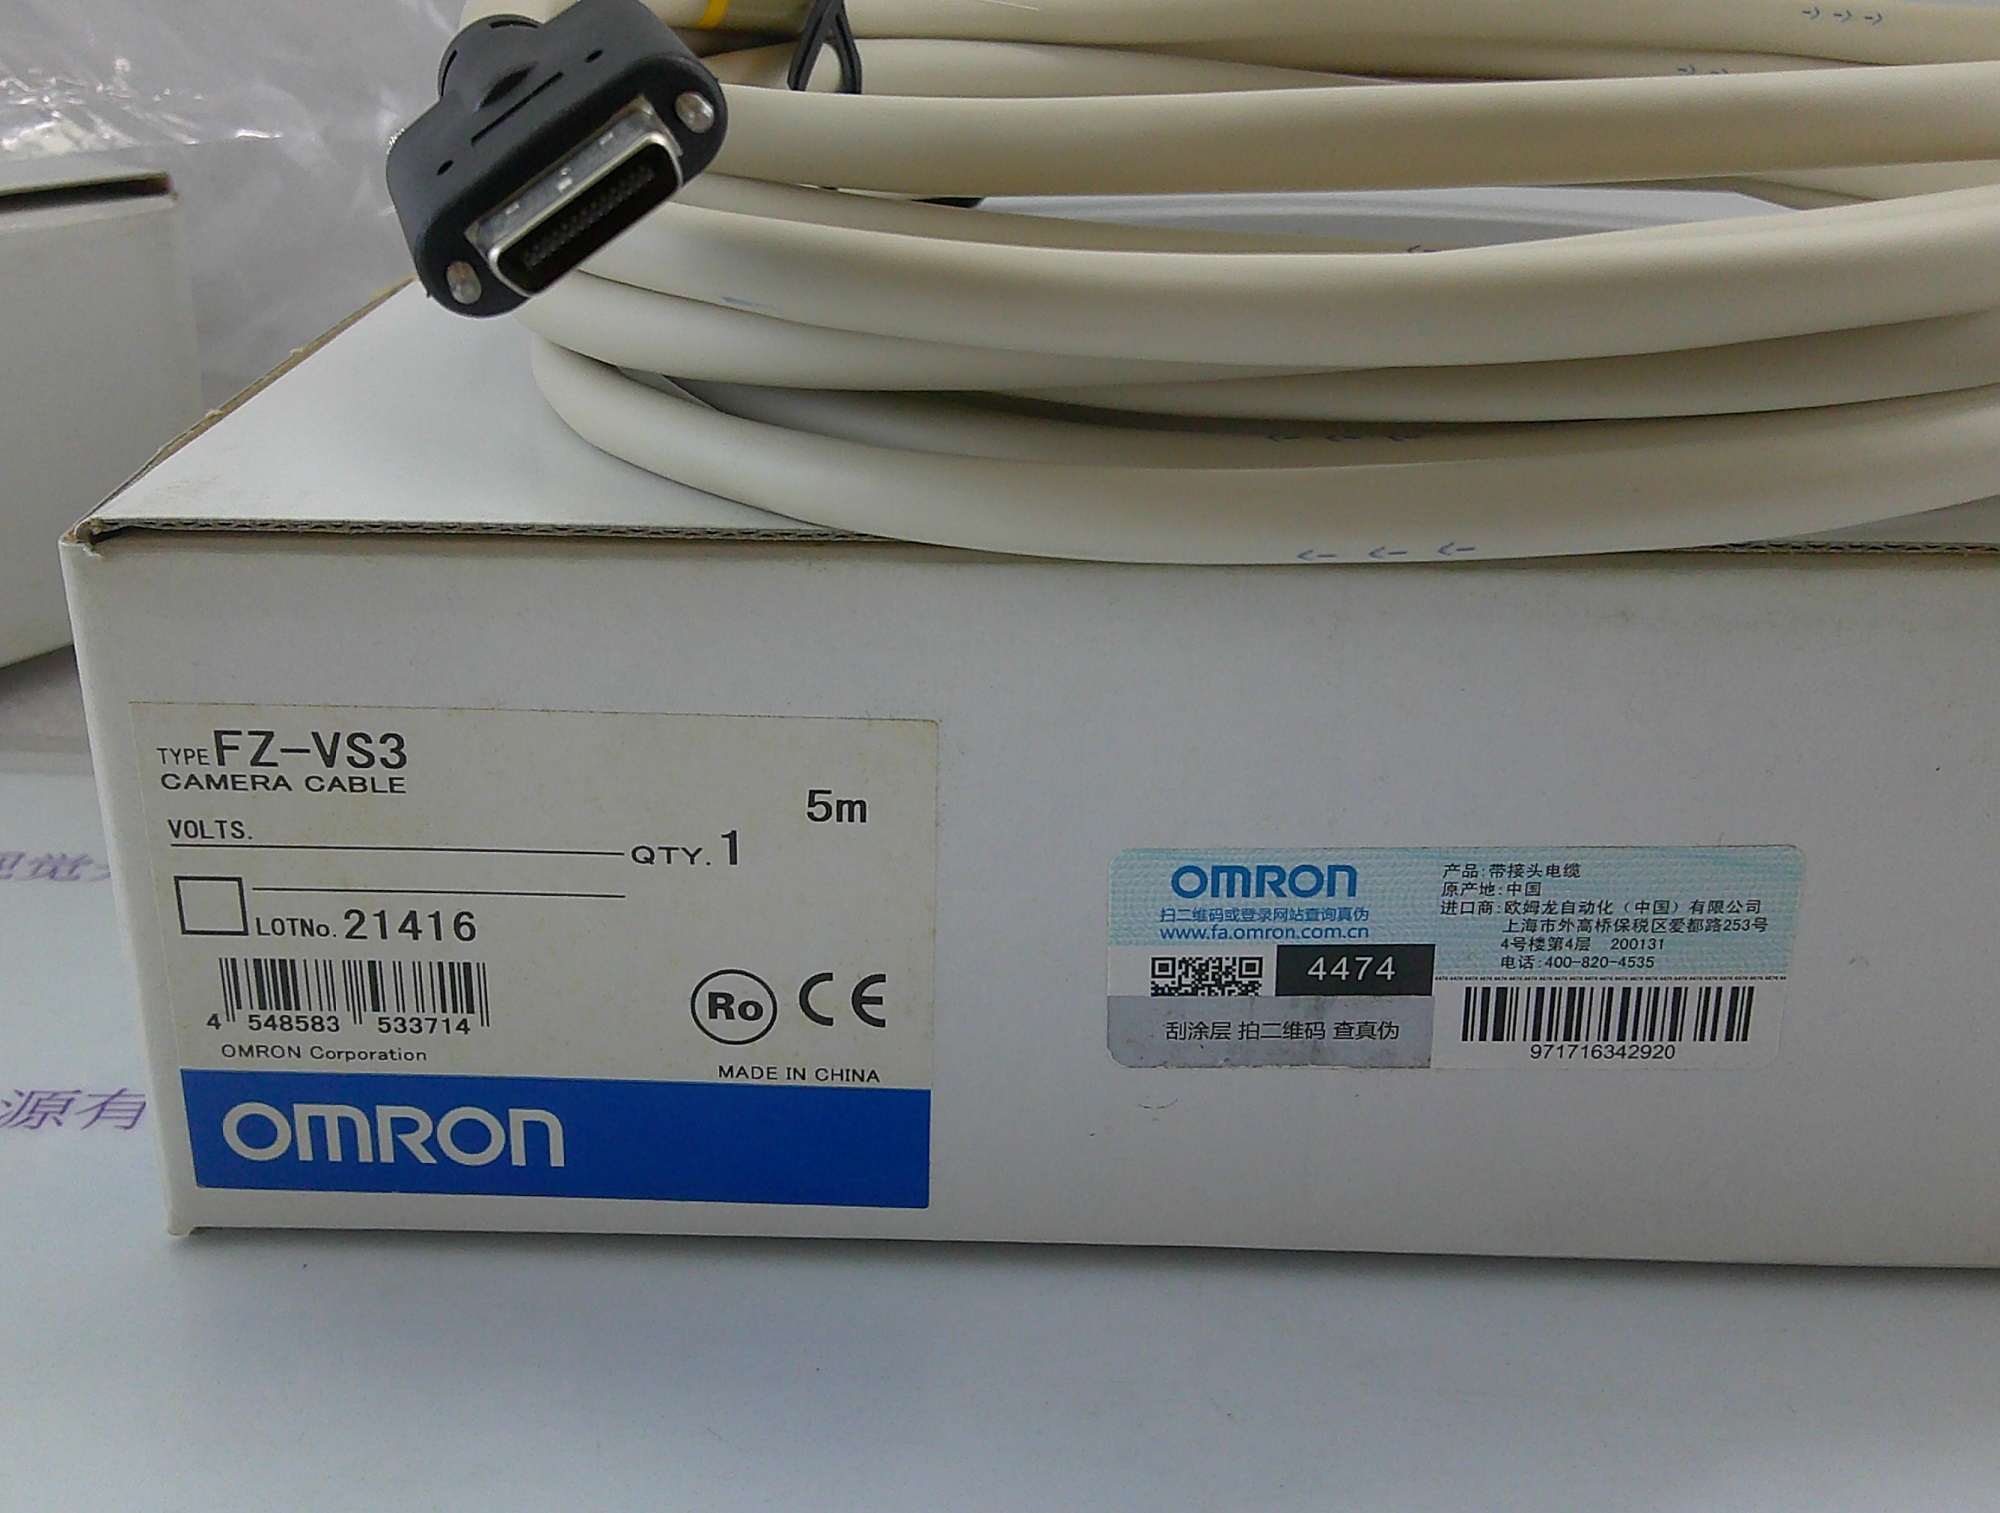 TYPE FZ-VS3
CAMERA CABLE
5m
VOLTS.
QTY. 1
LOTNo. 21416
4 548583 533714
Ro CE
OMRON Corporation
MADE IN CHINA
OMRON
OMRON
扫二维码或登录网站查询真伪
www.fa.omron.com.cn
4474
刮涂层 拍二维码 查真伪
产品:带接头电缆
原产地:中国
进口商:欧姆龙自动化（中国）有限公司
上海市外高桥保税区爱都路253号
4号楼第4层 200131
电话:400-820-4535
971716342920
源有